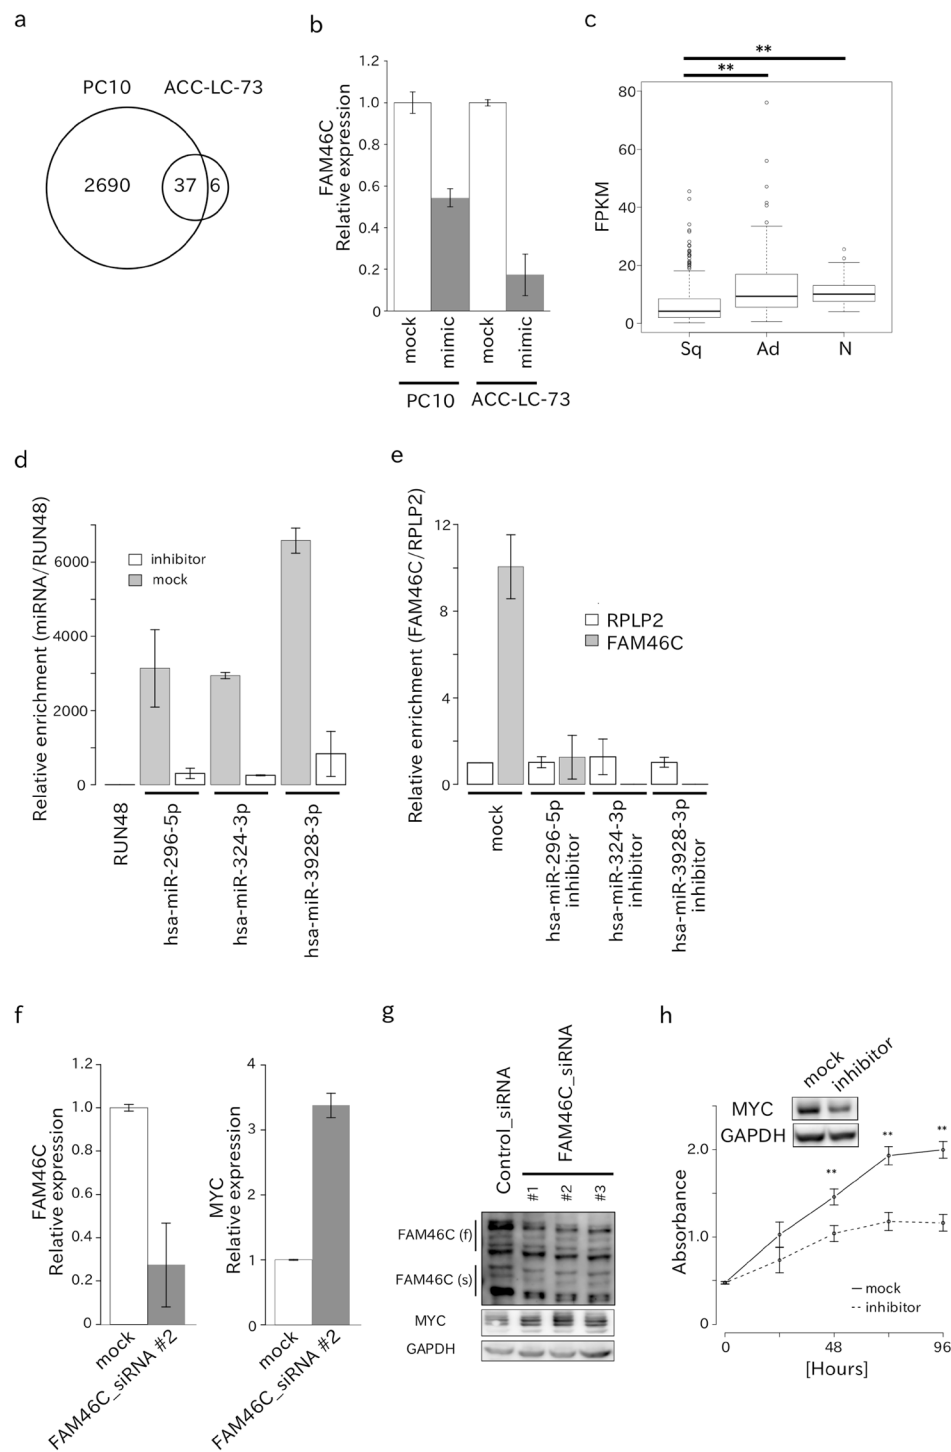 a
PC10
ACC-LC-73
2690
37
6
b
FAM46C
Relative expression
1.2
1.0
0.8
0.6
0.4
0.2
0
mock
mimic
mock
mimic
PC10
ACC-LC-73
c
**
**
FPKM
80
60
40
20
0
Sq
Ad
N
d
Relative enrichment (miRNA/RUN48)
6000
4000
2000
0
inhibitor
mock
RUN48
hsa-miR-296-5p
hsa-miR-324-3p
hsa-miR-3928-3p
e
Relative enrichment (FAM46C/RPLP2)
12
8
4
0
RPLP2
FAM46C
mock
hsa-miR-296-5p
inhibitor
hsa-miR-324-3p
inhibitor
hsa-miR-3928-3p
inhibitor
f
FAM46C
Relative expression
1.2
1.0
0.8
0.6
0.4
0.2
0
mock
FAM46C_siRNA #2
MYC
Relative expression
4
3
2
1
0
mock
FAM46C_siRNA #2
g
Control_siRNA
FAM46C_siRNA
#1
#2
#3
FAM46C (f)
FAM46C (s)
MYC
GAPDH
h
mock
inhibitor
MYC
GAPDH
Absorbance
2.0
1.0
0
**
**
**
mock
inhibitor
0
48
96
[Hours]